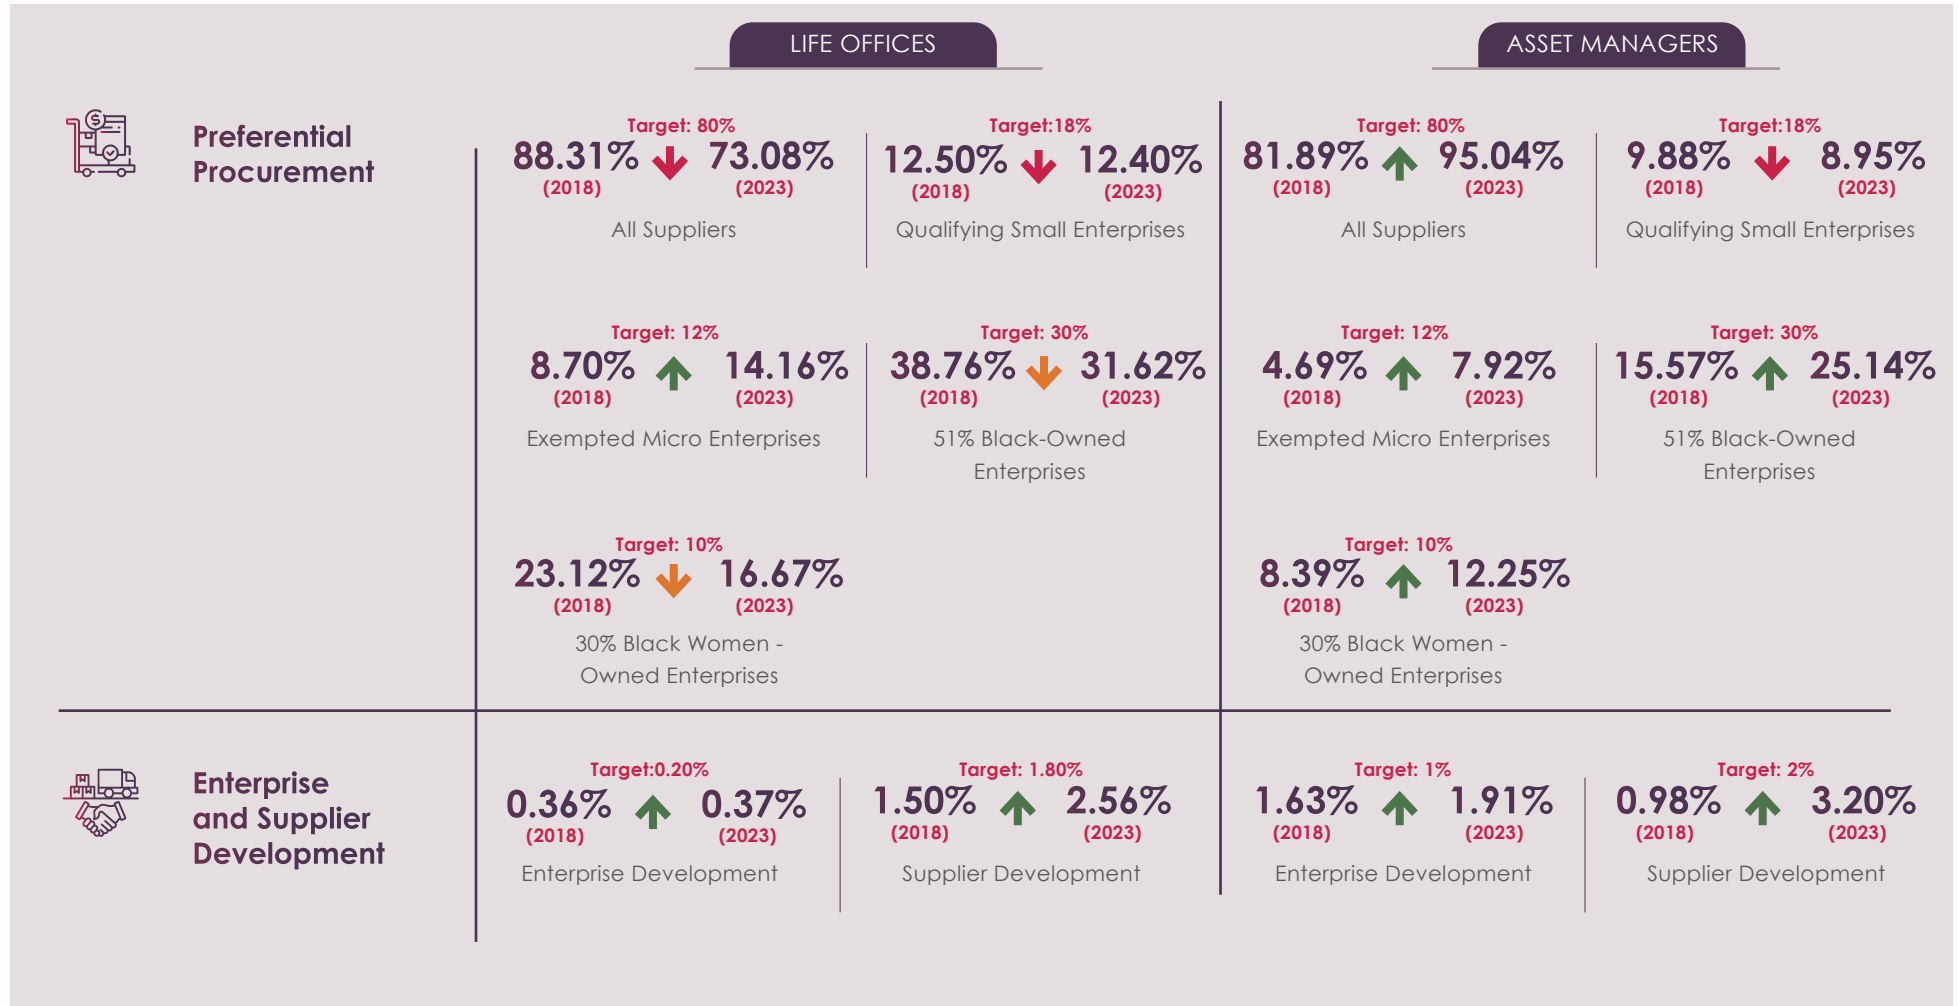 LIFE OFFICES
ASSET MANAGERS
Preferential
Procurement
Target: 80%
88.31% 73.08%
(2018) (2023)
All Suppliers
Target:18%
12.50% 12.40%
(2018) (2023)
Qualifying Small Enterprises
Target: 80%
81.89% 95.04%
(2018) (2023)
All Suppliers
Target:18%
9.88% 8.95%
(2018) (2023)
Qualifying Small Enterprises
Target: 12%
8.70% 14.16%
(2018) (2023)
Exempted Micro Enterprises
Target: 30%
38.76% 31.62%
(2018) (2023)
51% Black-Owned
Enterprises
Target: 12%
4.69% 7.92%
(2018) (2023)
Exempted Micro Enterprises
Target: 30%
15.57% 25.14%
(2018) (2023)
51% Black-Owned
Enterprises
Target: 10%
23.12% 16.67%
(2018) (2023)
30% Black Women -
Owned Enterprises
Target: 10%
8.39% 12.25%
(2018) (2023)
30% Black Women -
Owned Enterprises
Enterprise
and Supplier
Development
Target:0.20%
0.36% 0.37%
(2018) (2023)
Enterprise Development
Target: 1.80%
1.50% 2.56%
(2018) (2023)
Supplier Development
Target: 1%
1.63% 1.91%
(2018) (2023)
Enterprise Development
Target: 2%
0.98% 3.20%
(2018) (2023)
Supplier Development